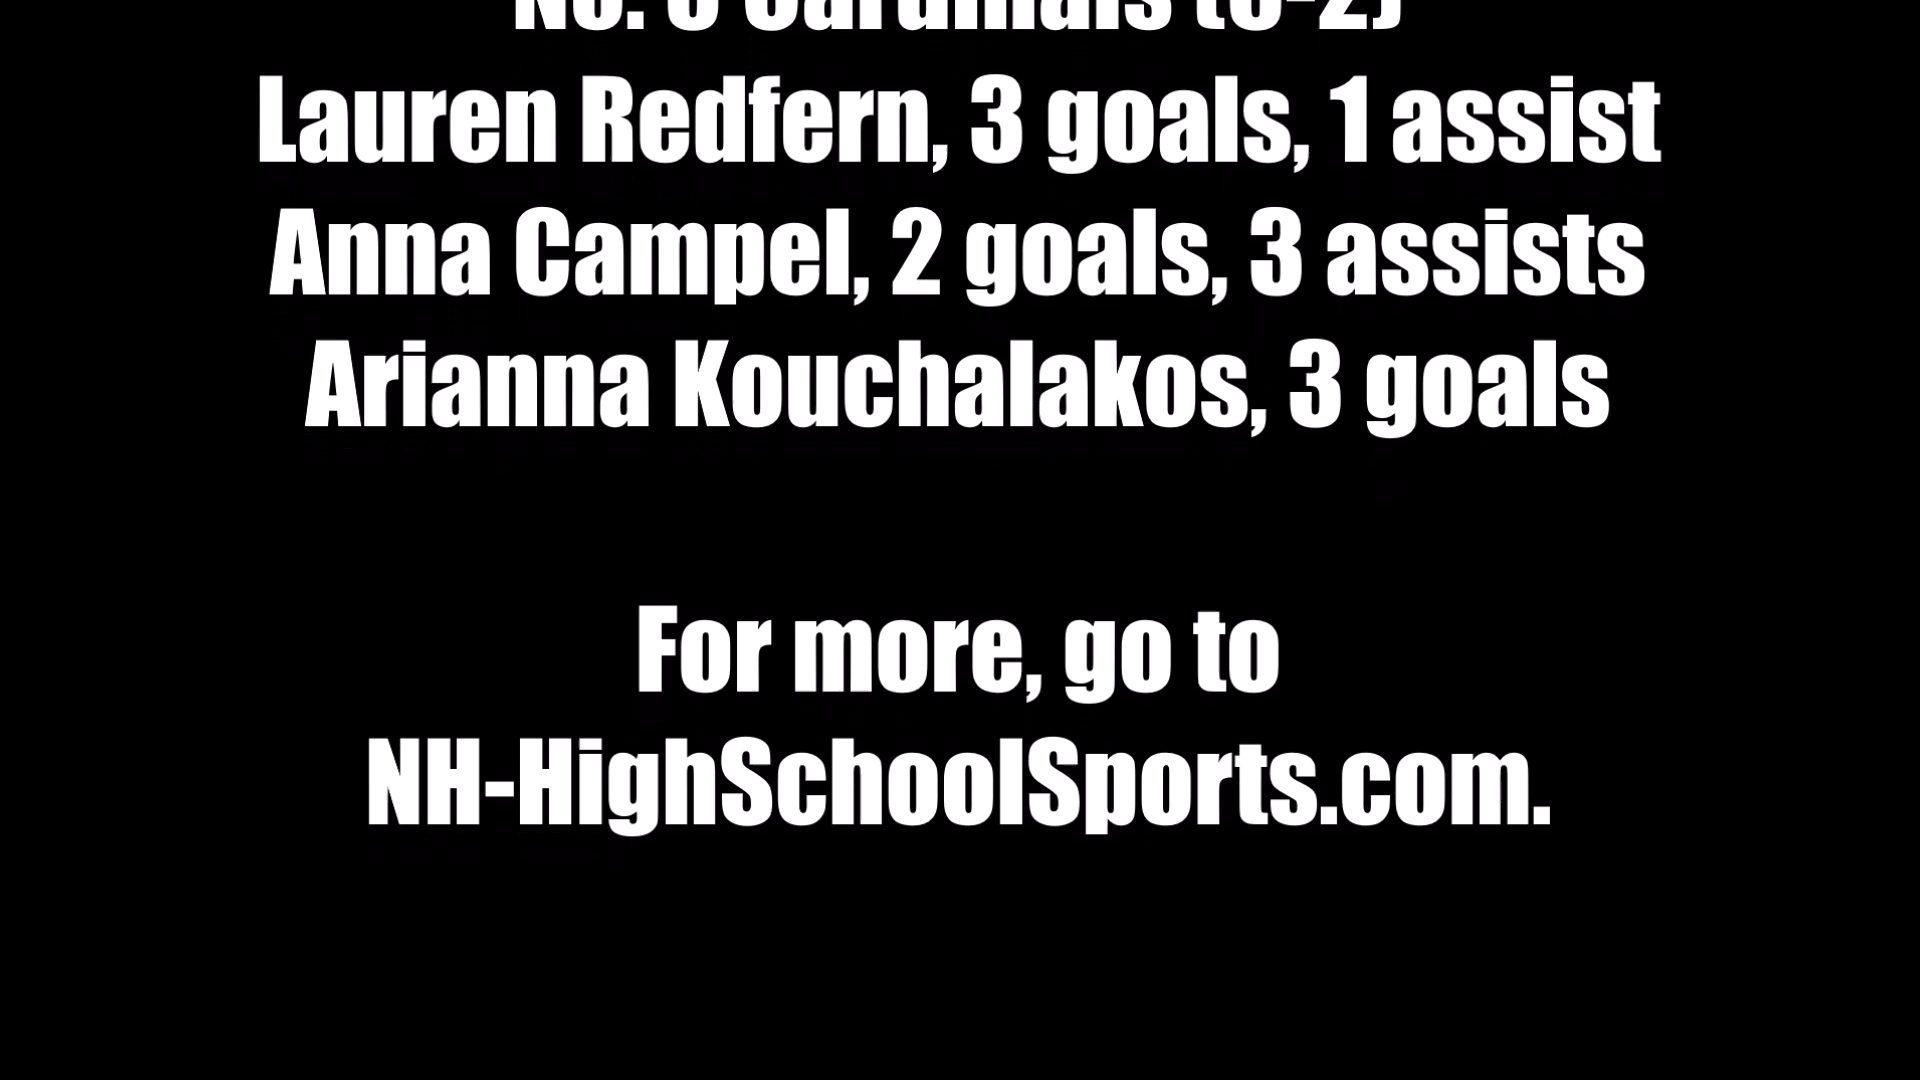 Cardinals
Lauren Redfern, 3 goals, 1 assist
Anna Campel, 2 goals, 3 assists
Arianna Kouchalakos, 3 goals
For more, go to
NH-HighSchoolSports.com.